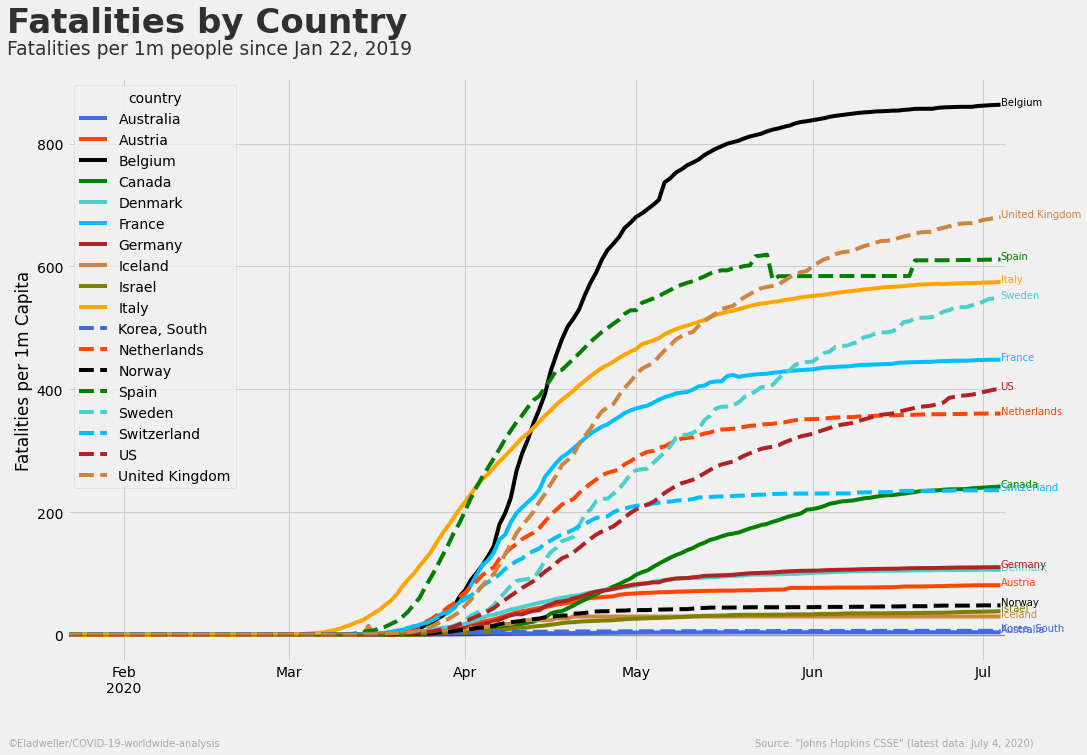 Fatalities by Country
Fatalities per 1m people since Jan 22, 2019
Fatalities per 1m Capita
800
600
400
200
0
country
Australia
Austria
Belgium
Canada
Denmark
France
Germany
Iceland
Israel
Italy
Korea, South
Netherlands
Norway
Spain
Sweden
Switzerland
US
United Kingdom
Belgium
United Kingdom
Spain
Italy
Sweden
France
US
Netherlands
Canada
Switzerland
Germany
Denmark
Austria
Norway
Israel
Iceland
Korea, South
Australia
Feb
2020
Mar
Apr
May
Jun
Jul
©Eladweller/COVID-19-worldwide-analysis
Source: "Johns Hopkins CSSE" (latest data: July 4, 2020)